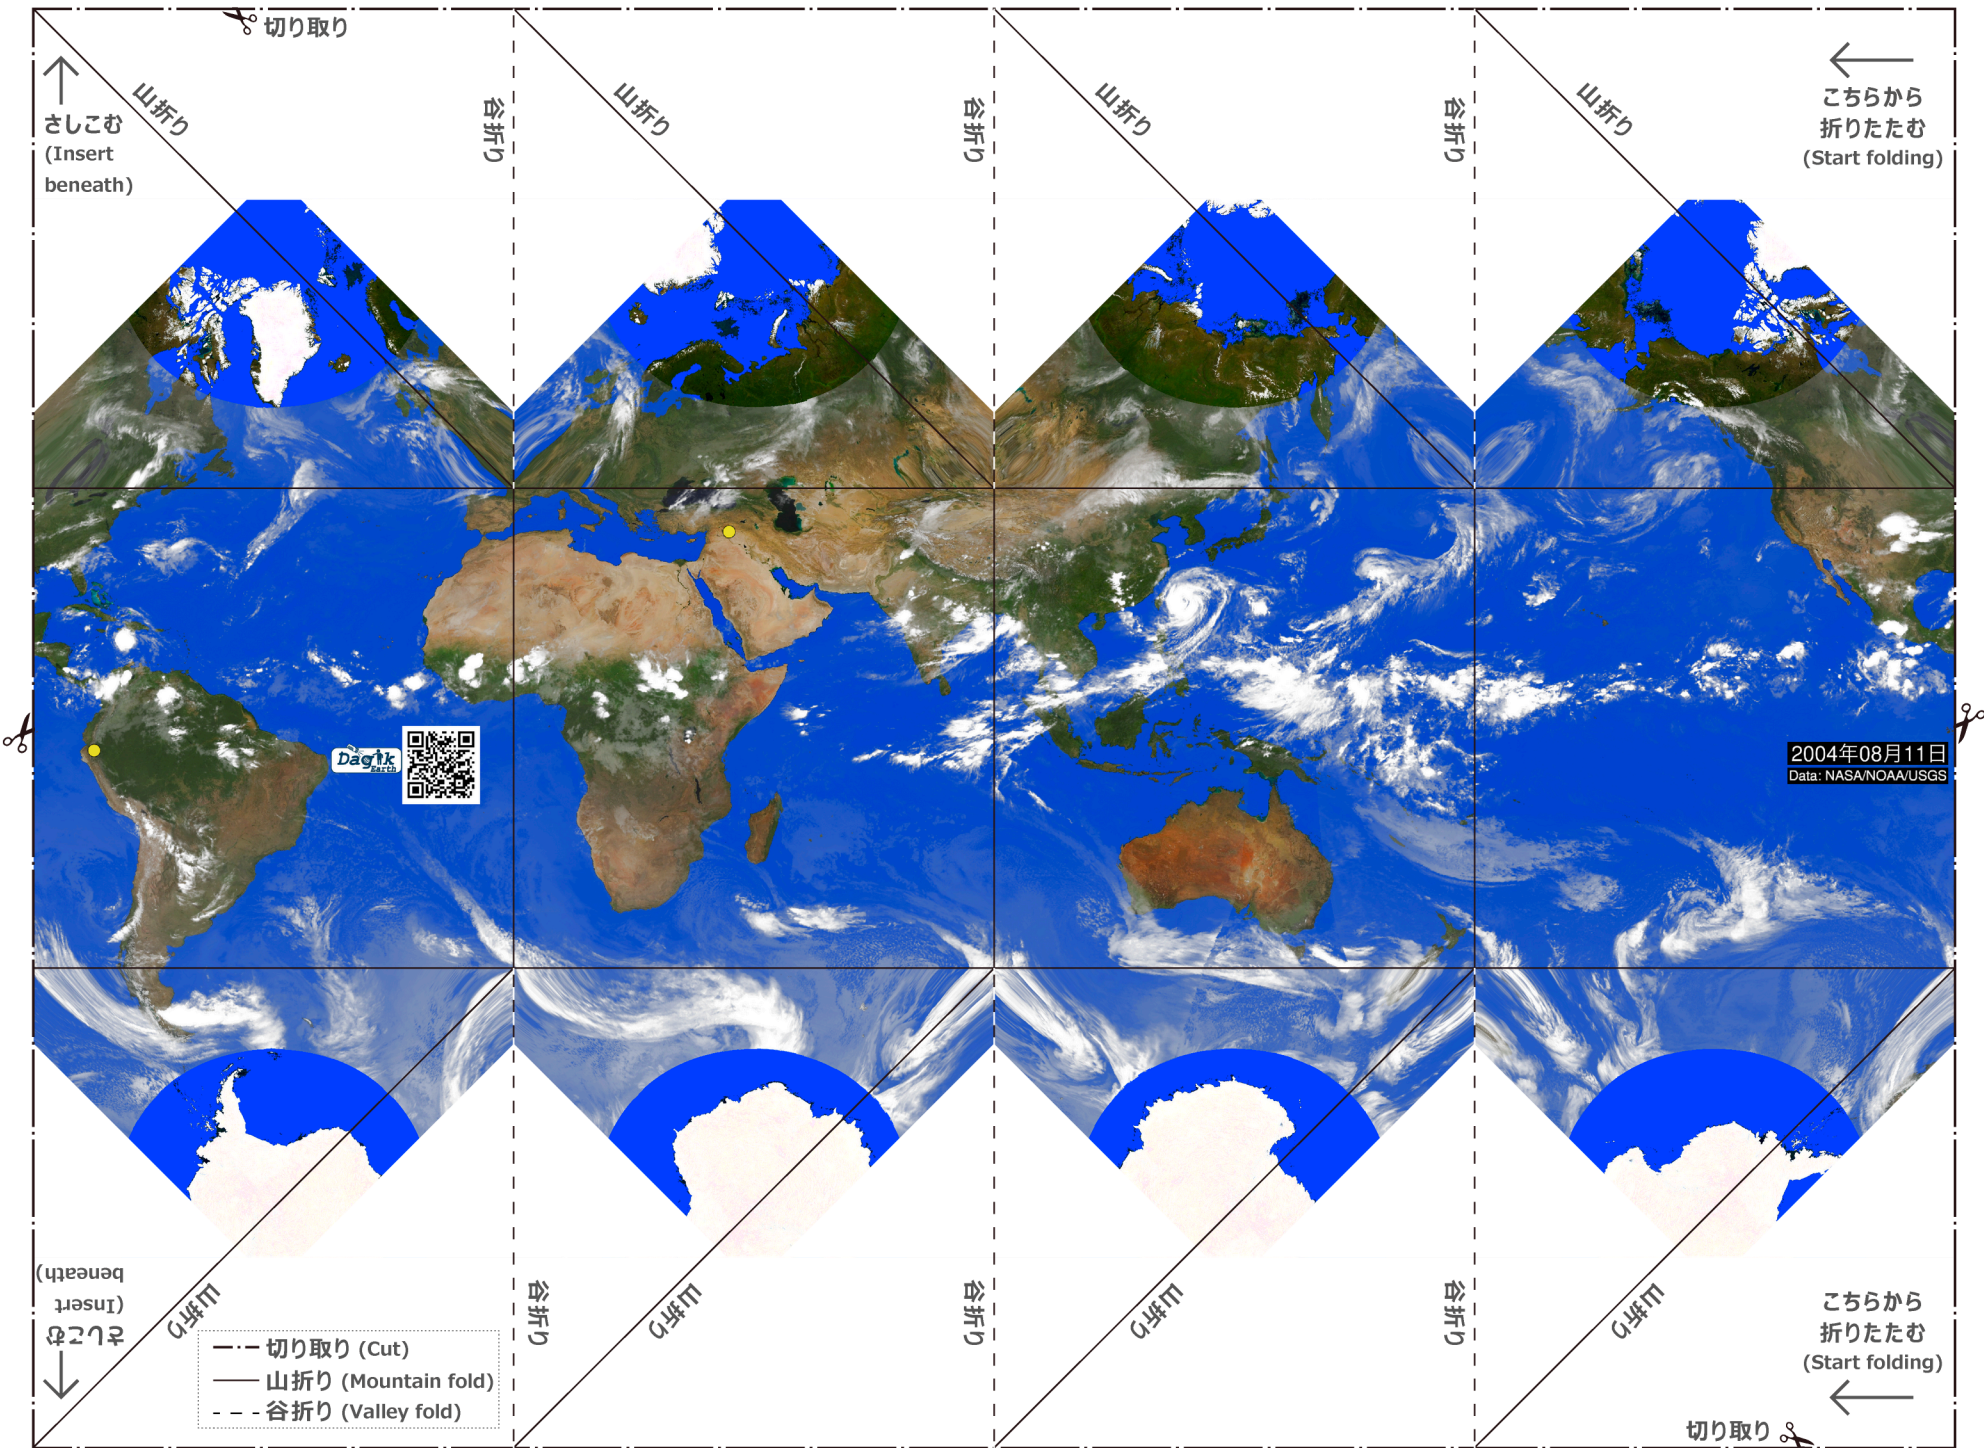 切り取り
さしこむ
(Insert
beneath)
山折り
谷折り
山折り
谷折り
山折り
谷折り
山折り
こちらから
折りたたむ
(Start folding)
Dagik
Earth
2004年08月11日
Data: NASA/NOAA/USGS
さしこむ
(Insert
beneath)
山折り
谷折り
山折り
谷折り
山折り
谷折り
山折り
こちらから
折りたたむ
(Start folding)
切り取り (Cut)
山折り (Mountain fold)
谷折り (Valley fold)
切り取り